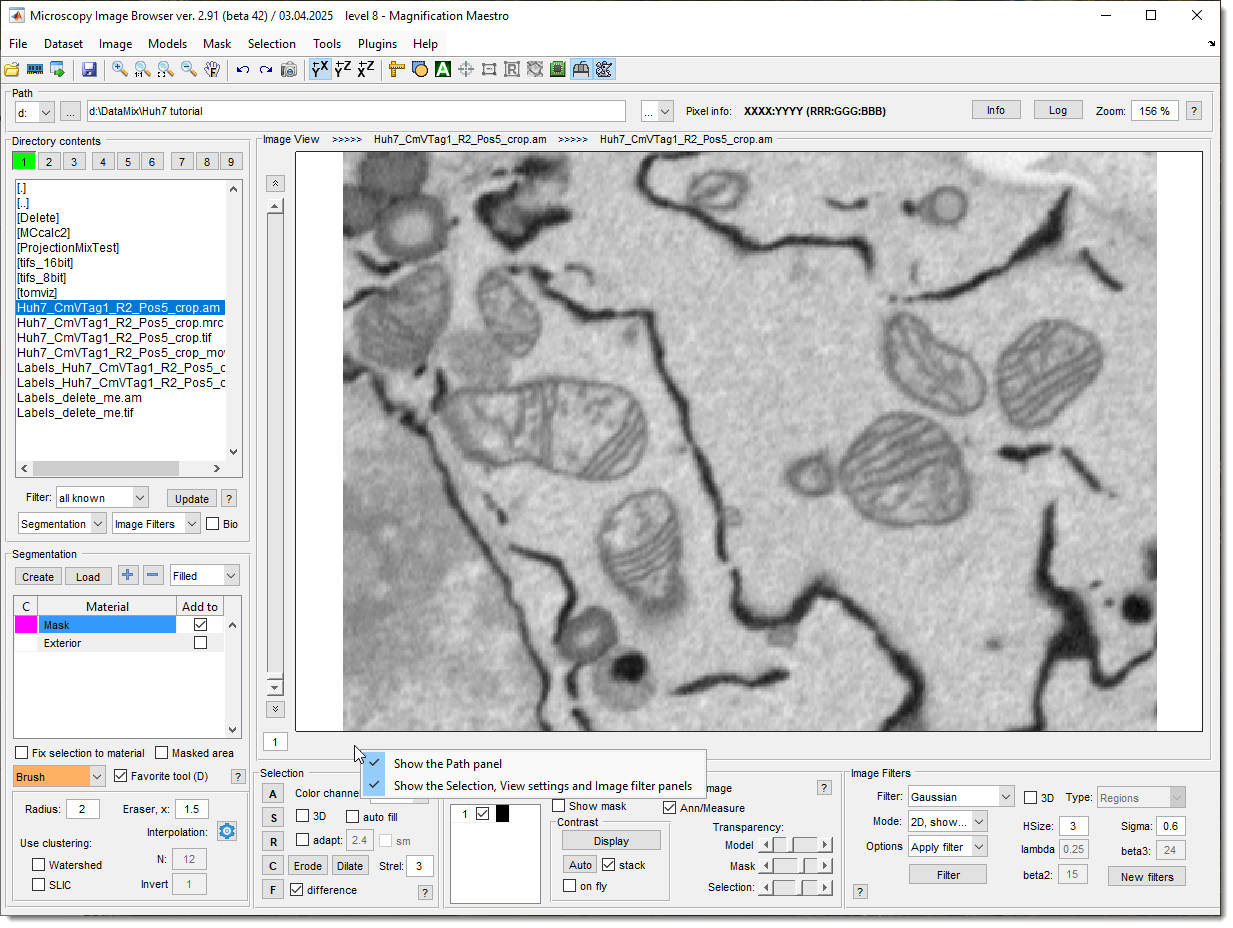 Microscopy Image Browser ver. 2.91 (beta 42) / 03.04.2025 level 8 - Magnification Maestro
File Dataset Image Models Mask Selection Tools Plugins Help
1:1 YX YZ XZ A R
Path
d: ... d:\DataMix\Huh7 tutorial ... Pixel info: XXXX:YYYY (RRR:GGG:BBB) Info Log Zoom: 156 % ?
Directory contents
1 2 3 4 5 6 7 8 9
[.]
[..]
[Delete]
[MCcalc2]
[ProjectionMixTest]
[tifs_16bit]
[tifs_8bit]
[tomviz]
Huh7_CmVTag1_R2_Pos5_crop.am
Huh7_CmVTag1_R2_Pos5_crop.mrc
Huh7_CmVTag1_R2_Pos5_crop.tif
Huh7_CmVTag1_R2_Pos5_crop_mo
Labels_Huh7_CmVTag1_R2_Pos5_c
Labels_Huh7_CmVTag1_R2_Pos5_c
Labels_delete_me.am
Labels_delete_me.tif
Filter: all known Update ?
Segmentation Image Filters Bio
Segmentation
Create Load Filled
C Material Add to
Mask
Exterior
Fix selection to material Masked area
Brush Favorite tool (D) ?
Radius: 2 Eraser, x: 1.5
Interpolation:
Use clustering:
Watershed N: 12
SLIC Invert 1
Image View >>>>> Huh7_CmVTag1_R2_Pos5_crop.am >>>>> Huh7_CmVTag1_R2_Pos5_crop.am
1
Show the Path panel
Show the Selection, View settings and Image filter panels
Selection
A Color channe
S 3D auto fill
R adapt: 2.4 sm
C Erode Dilate Strel: 3
F difference ?
mage ?
1 Show mask Ann/Measure
Contrast
Display
Auto stack
on fly
Transparency:
Model
Mask
Selection:
Image Filters
Filter: Gaussian 3D Type: Regions
Mode: 2D, show... HSize: 3 Sigma: 0.6
Options Apply filter lambda 0.25 beta3: 24
Filter beta2: 15 New filters
?